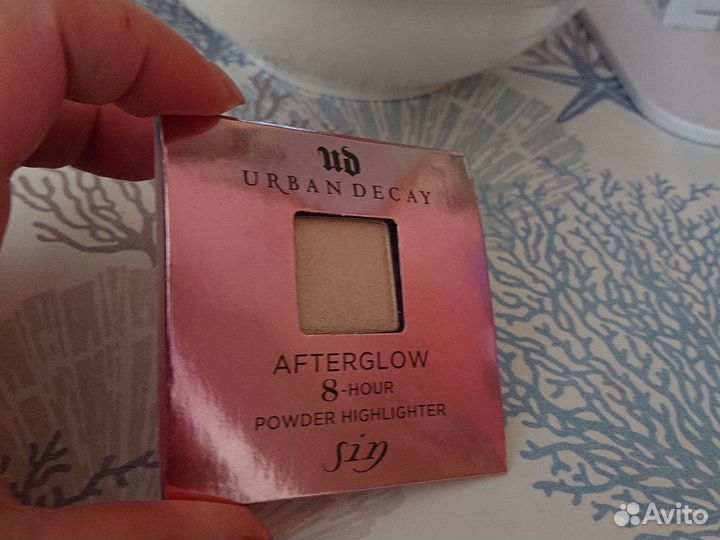 ud
URBAN DECAY
AFTERGLOW
8-HOUR
POWDER HIGHLIGHTER
sin
Avito